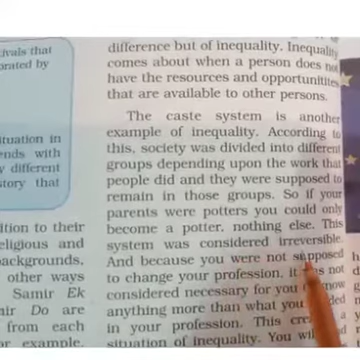 tivals that
orated by
ituation in
ends with
y different
story that
dition to their
eligious and
backgrounds,
other ways
Samir Ek
ir Do are
from each
or example.
difference but of inequality. Inequality
comes about when a person does not
have the resources and opportunitites
that are available to other persons.
The caste system is another
example of inequality. According to
this, society was divided into different
groups depending upon the work that
people did and they were supposed to
remain in those groups. So if your
parents were potters you could only
become a potter, nothing else. This
system was considered irreversible.
And because you were not supposed
to change your profession, it was not
considered necessary for you to know
anything more than what you
in your profession. This
situation of inequality. You will